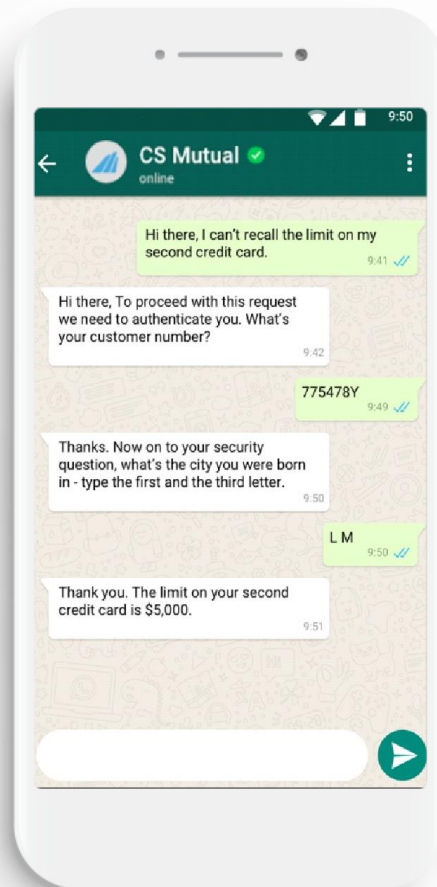 9:50
CS Mutual
online
Hi there, I can't recall the limit on my
second credit card.
9:41
Hi there, To proceed with this request
we need to authenticate you. What's
your customer number?
9:42
775478Y
9:49
Thanks. Now on to your security
question, what's the city you were born
in - type the first and the third letter.
9:50
L M
9:50
Thank you. The limit on your second
credit card is $5,000.
9:51